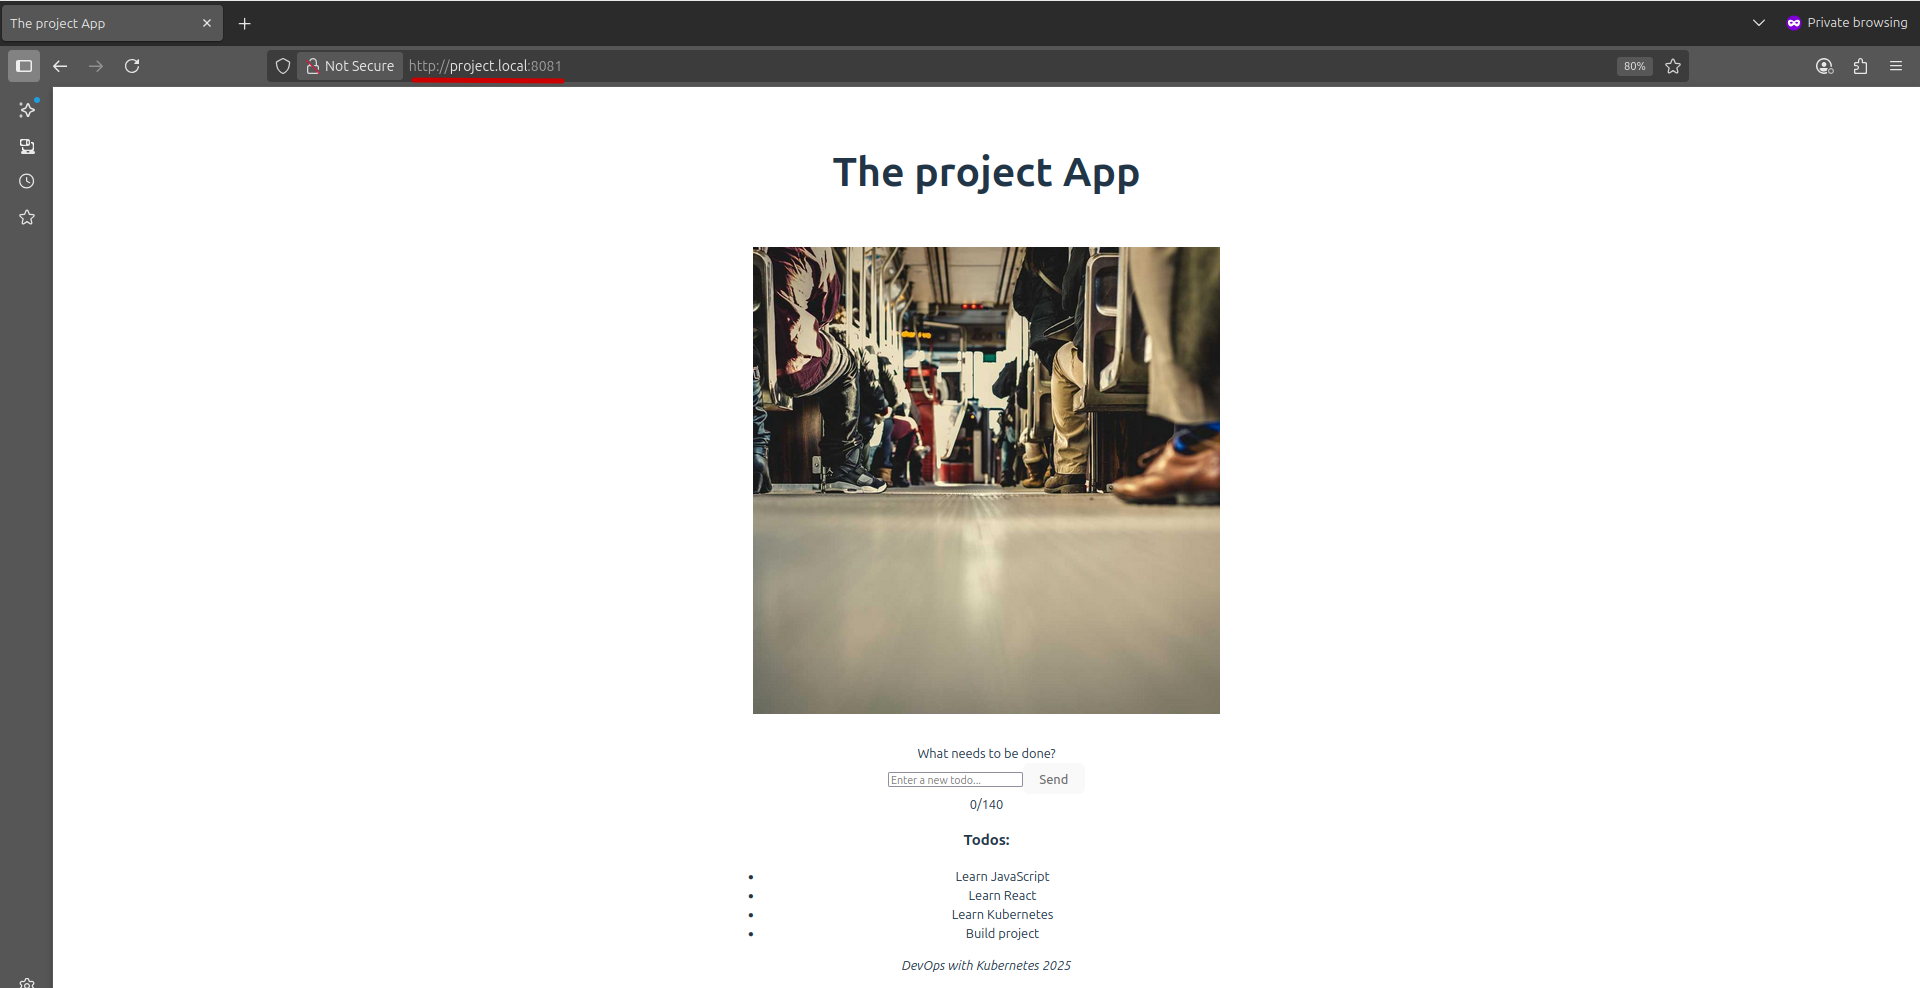 The project App
Private browsing
Not Secure
http://project.local:8081
80%
The project App
What needs to be done?
Enter a new todo...
Send
0/140
Todos:
Learn JavaScript
Learn React
Learn Kubernetes
Build project
DevOps with Kubernetes 2025